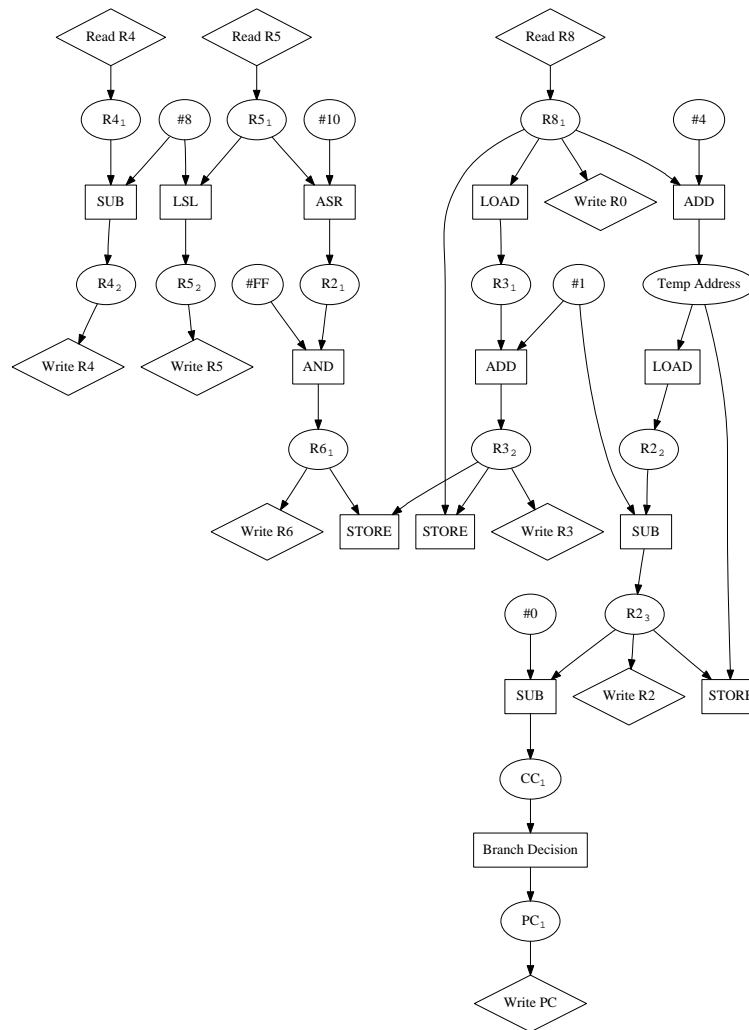 Read R4
Read R5
Read R8
R4₁
#8
R5₁
#10
R8₁
#4
SUB
LSL
ASR
LOAD
Write R0
ADD
R4₂
R5₂
#FF
R2₁
R3₁
#1
Temp Address
Write R4
Write R5
AND
ADD
LOAD
R6₁
R3₂
R2₂
Write R6
STORE
STORE
Write R3
SUB
#0
R2₃
SUB
Write R2
STORE
CC₁
Branch Decision
PC₁
Write PC